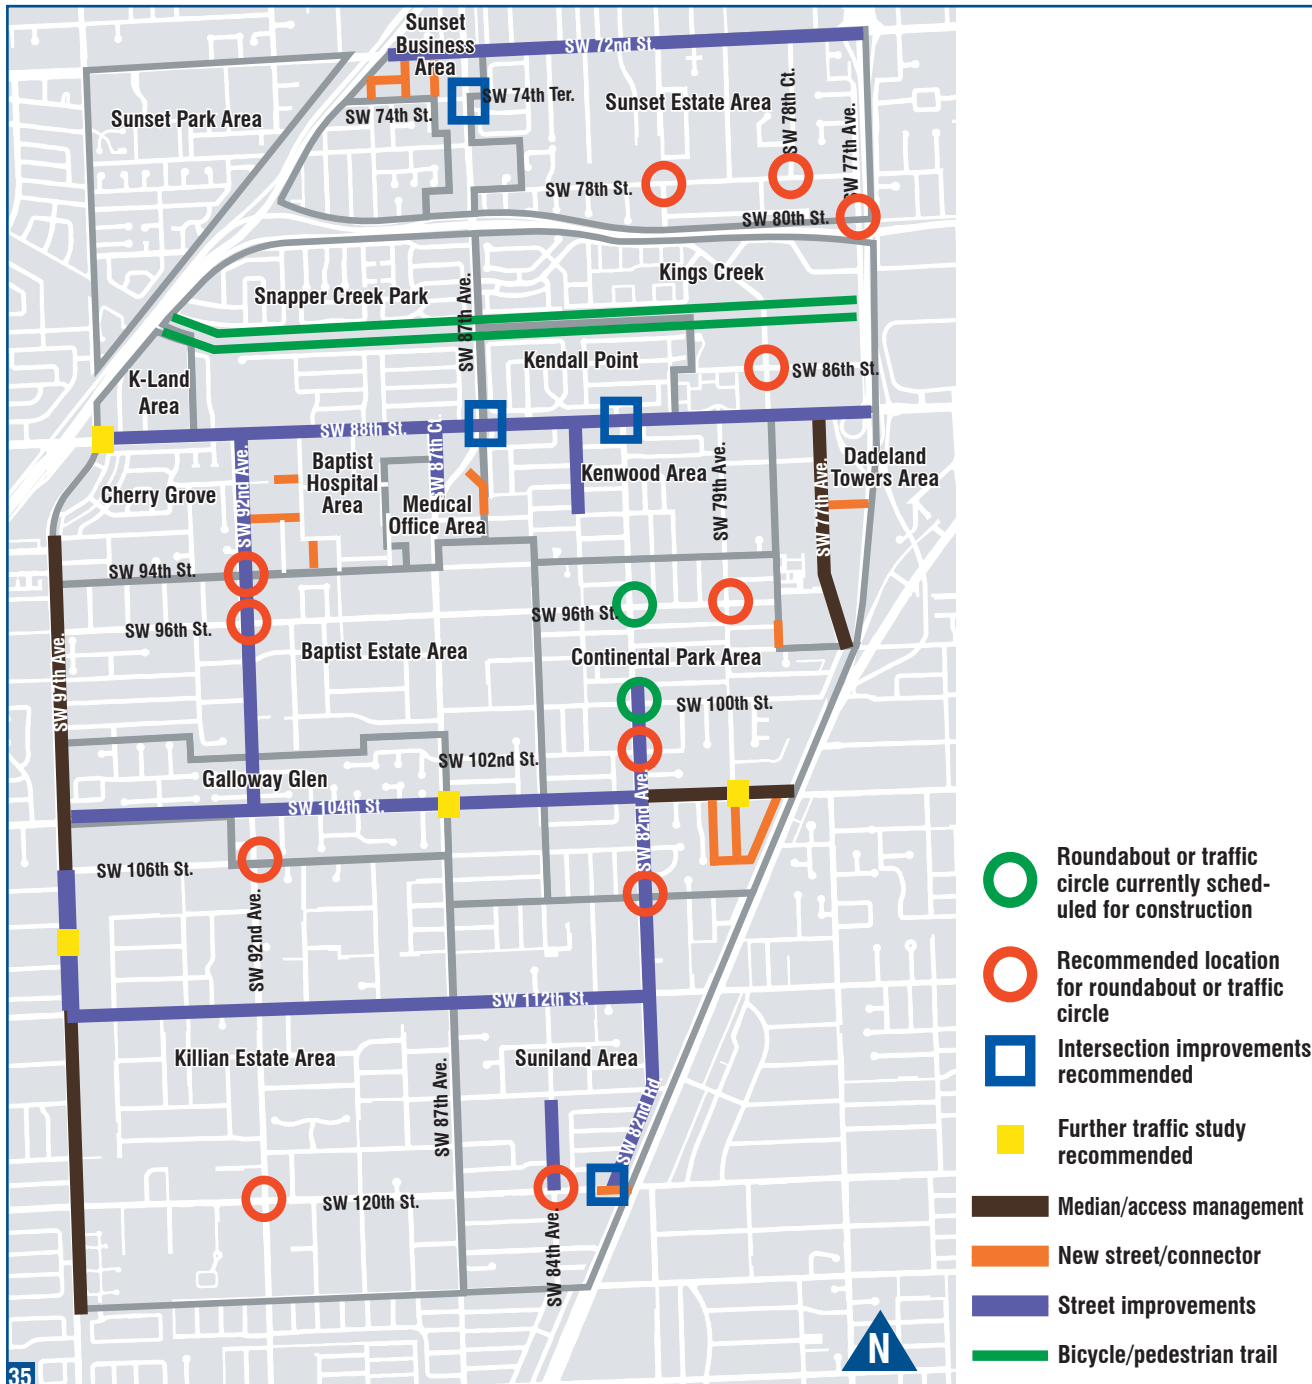 Sunset
Business
Area
SW 72nd St.
SW 74th Ter.
SW 74th St.
Sunset Park Area
Sunset Estate Area
SW 78th Ct.
SW 77th Ave.
SW 78th St.
SW 80th St.
Kings Creek
Snapper Creek Park
SW 87th Ave.
Kendall Point
SW 86th St.
K-Land
Area
SW 88th St.
SW 87th Ct.
SW 92nd Ave.
Baptist
Hospital
Area
Cherry Grove
Medical
Office Area
Kenwood Area
SW 79th Ave.
SW 77th Ave.
Dadeland
Towers Area
SW 94th St.
SW 96th St.
SW 96th St.
Baptist Estate Area
Continental Park Area
SW 97th Ave.
SW 100th St.
SW 102nd St.
Galloway Glen
SW 104th St.
SW 82nd Ave.
SW 106th St.
SW 92nd Ave.
SW 112th St.
Killian Estate Area
Suniland Area
SW 87th Ave.
SW 82nd Rd
SW 120th St.
SW 84th Ave.
35
N
Roundabout or traffic
circle currently sched-
uled for construction
Recommended location
for roundabout or traffic
circle
Intersection improvements
recommended
Further traffic study
recommended
Median/access management
New street/connector
Street improvements
Bicycle/pedestrian trail